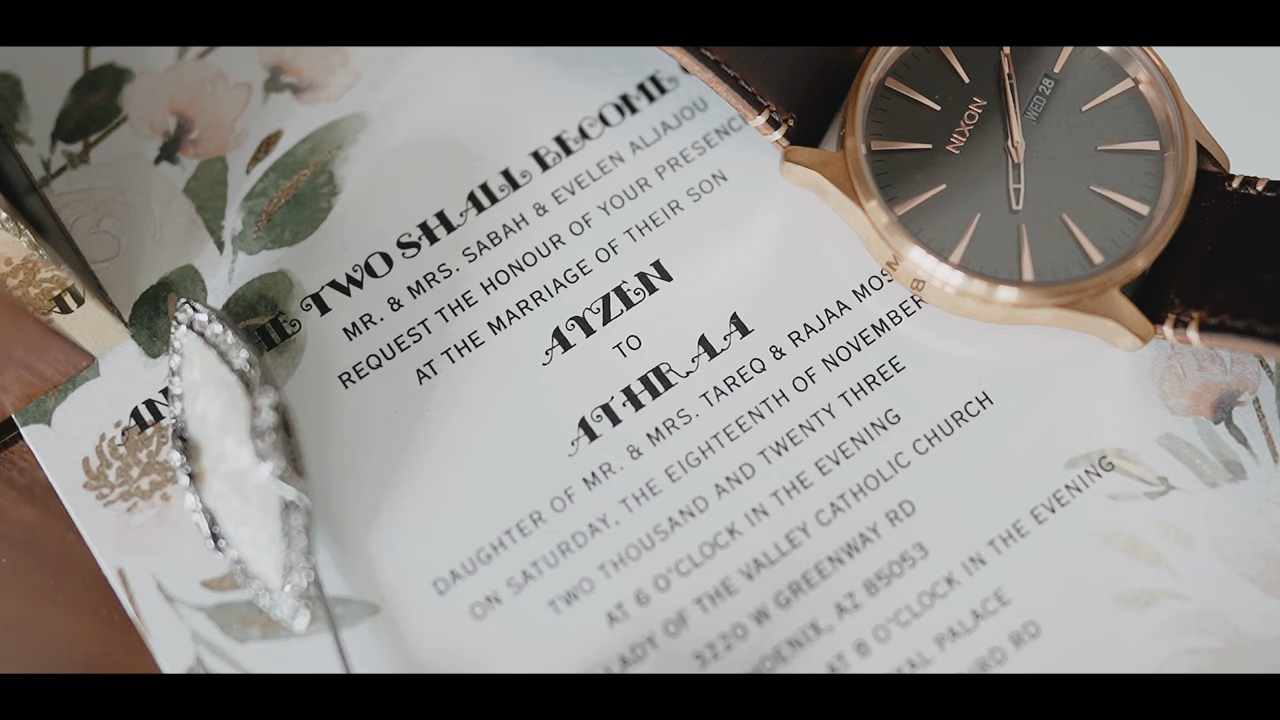 THE TWO SHALL BECOME
MR. & MRS. SABAH & EVELEN ALJAJOU
REQUEST THE HONOUR OF YOUR PRESENCE
AT THE MARRIAGE OF THEIR SON
AYZEN
TO
ATHRAA
DAUGHTER OF MR. & MRS. TAREQ & RAJAA
ON SATURDAY, THE EIGHTEENTH OF NOVEMBER
TWO THOUSAND AND TWENTY THREE
AT 6 O'CLOCK IN THE EVENING
LADY OF THE VALLEY CATHOLIC CHURCH
3220 W GREENWAY RD
PHOENIX, AZ 85053
AT 8 O'CLOCK IN THE EVENING
PALACE
RD
NIXON
WED 28